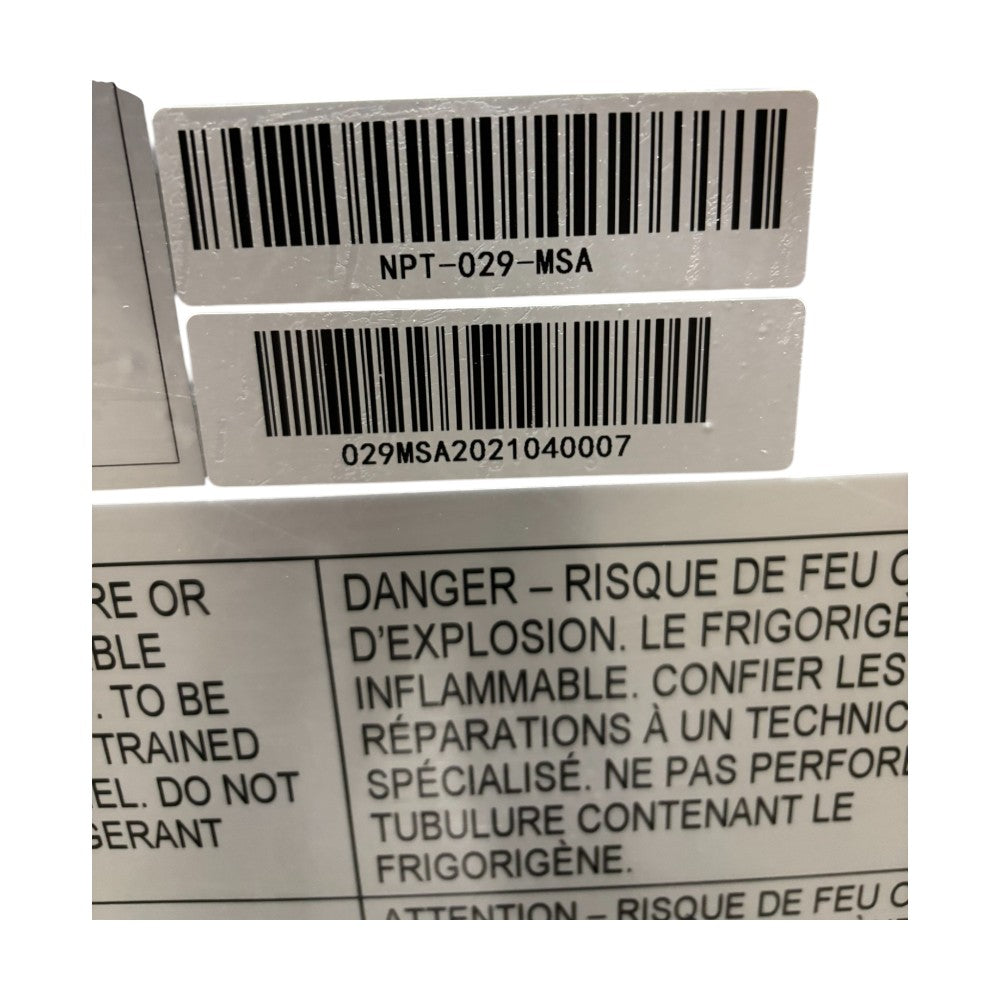 NPT-029-MSA
029MSA2021040007
RE OR
BLE
. TO BE
TRAINED
EL. DO NOT
GERANT
DANGER – RISQUE DE FEU
D'EXPLOSION. LE FRIGORIGÈ
INFLAMMABLE. CONFIER LES
RÉPARATIONS À UN TECHNIC
SPÉCIALISÉ. NE PAS PERFOR
TUBULURE CONTENANT LE
FRIGORIGÈNE.
ATTENTION – RISQUE DE FEU